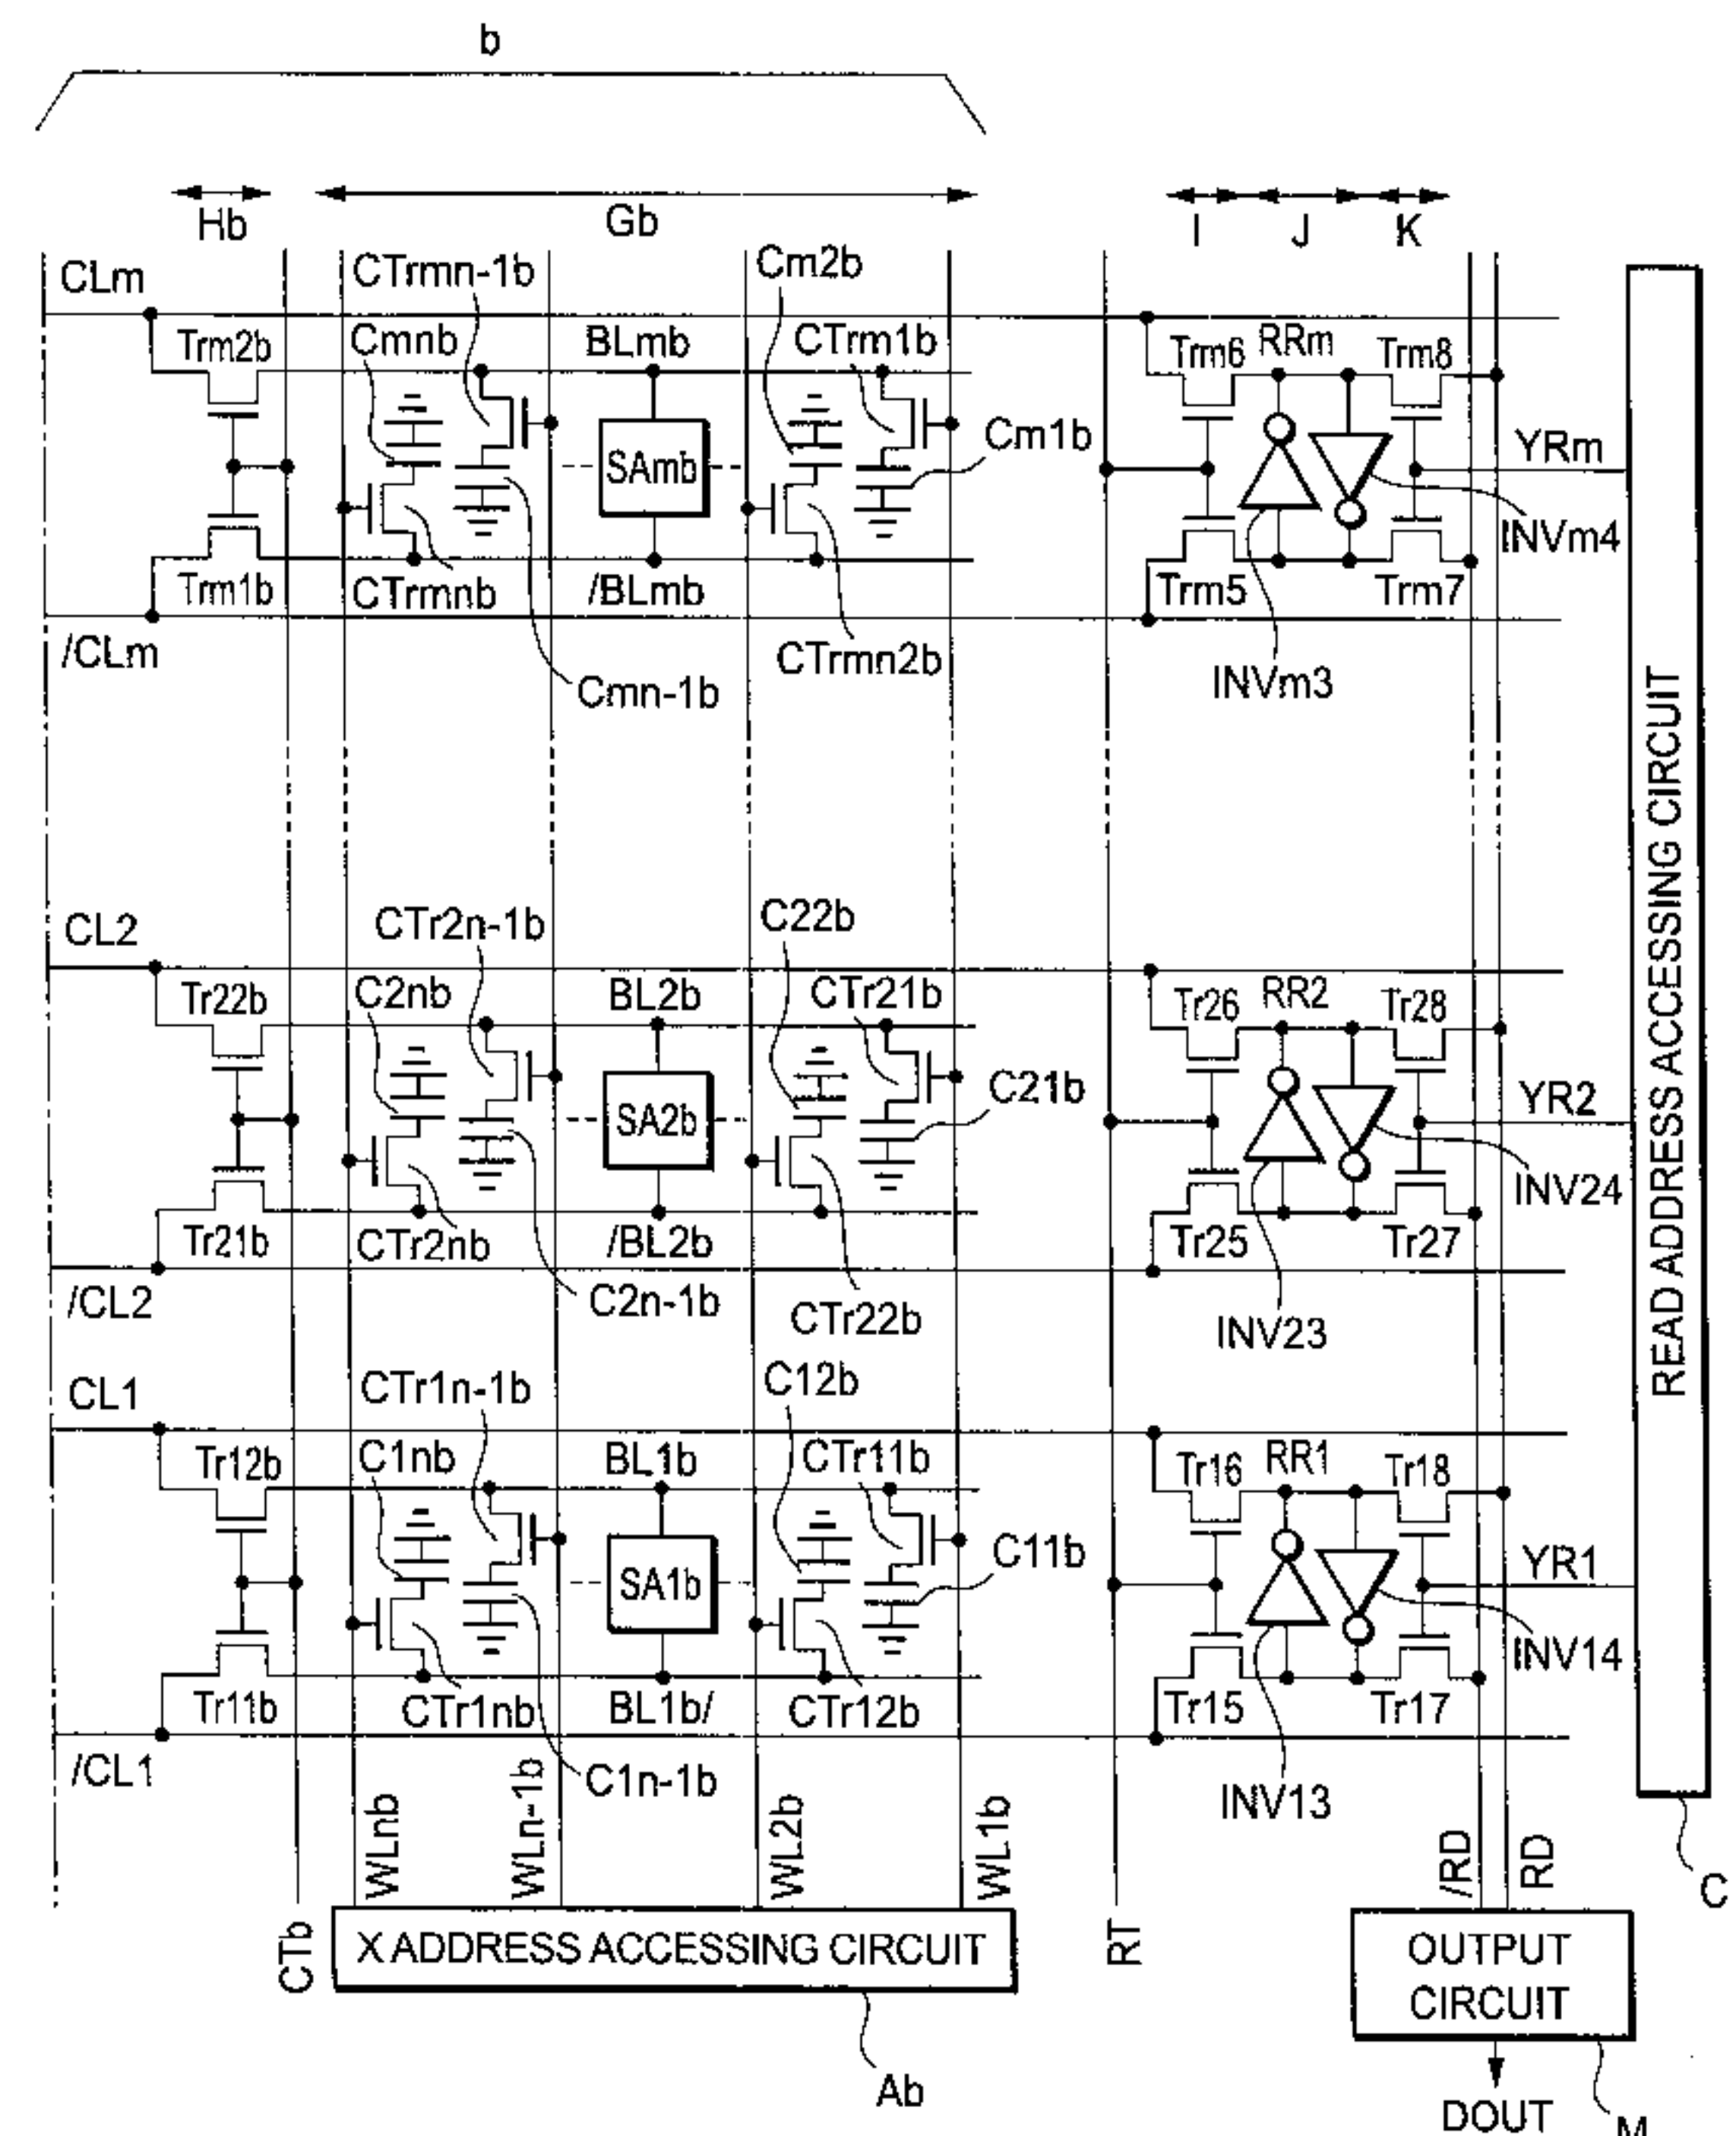 b
Hb
Gb
I
J
K
CLm
CTrmn-1b
Cm2b
Trm2b
Cmnb
BLmb
CTrm1b
Trm6
RRm
Trm8
SAmb
Cm1b
YRm
INVm4
Trm1b
CTrmnb
/BLmb
Trm5
Trm7
/CLm
Cmn-1b
CTrmn2b
INVm3
READ ADDRESS ACCESSING CIRCUIT
CL2
CTr2n-1b
C22b
Tr22b
C2nb
BL2b
CTr21b
Tr26
RR2
Tr28
SA2b
C21b
YR2
INV24
Tr21b
CTr2nb
/BL2b
Tr25
Tr27
/CL2
C2n-1b
CTr22b
INV23
CL1
CTr1n-1b
C12b
Tr12b
C1nb
BL1b
CTr11b
Tr16
RR1
Tr18
SA1b
C11b
YR1
INV14
Tr11b
CTr1nb
BL1b/
CTr12b
Tr15
Tr17
/CL1
C1n-1b
INV13
CTb
WLnb
WLn-1b
WL2b
WL1b
RT
/RD
RD
C
X ADDRESS ACCESSING CIRCUIT
OUTPUT
CIRCUIT
Ab
DOUT
M